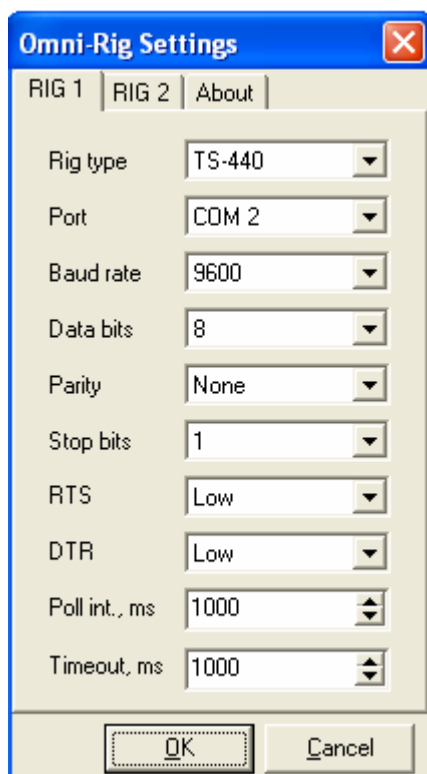 Omni-Rig Settings
RIG 1 RIG 2 About
Rig type TS-440
Port COM 2
Baud rate 9600
Data bits 8
Parity None
Stop bits 1
RTS Low
DTR Low
Poll int., ms 1000
Timeout, ms 1000
OK Cancel